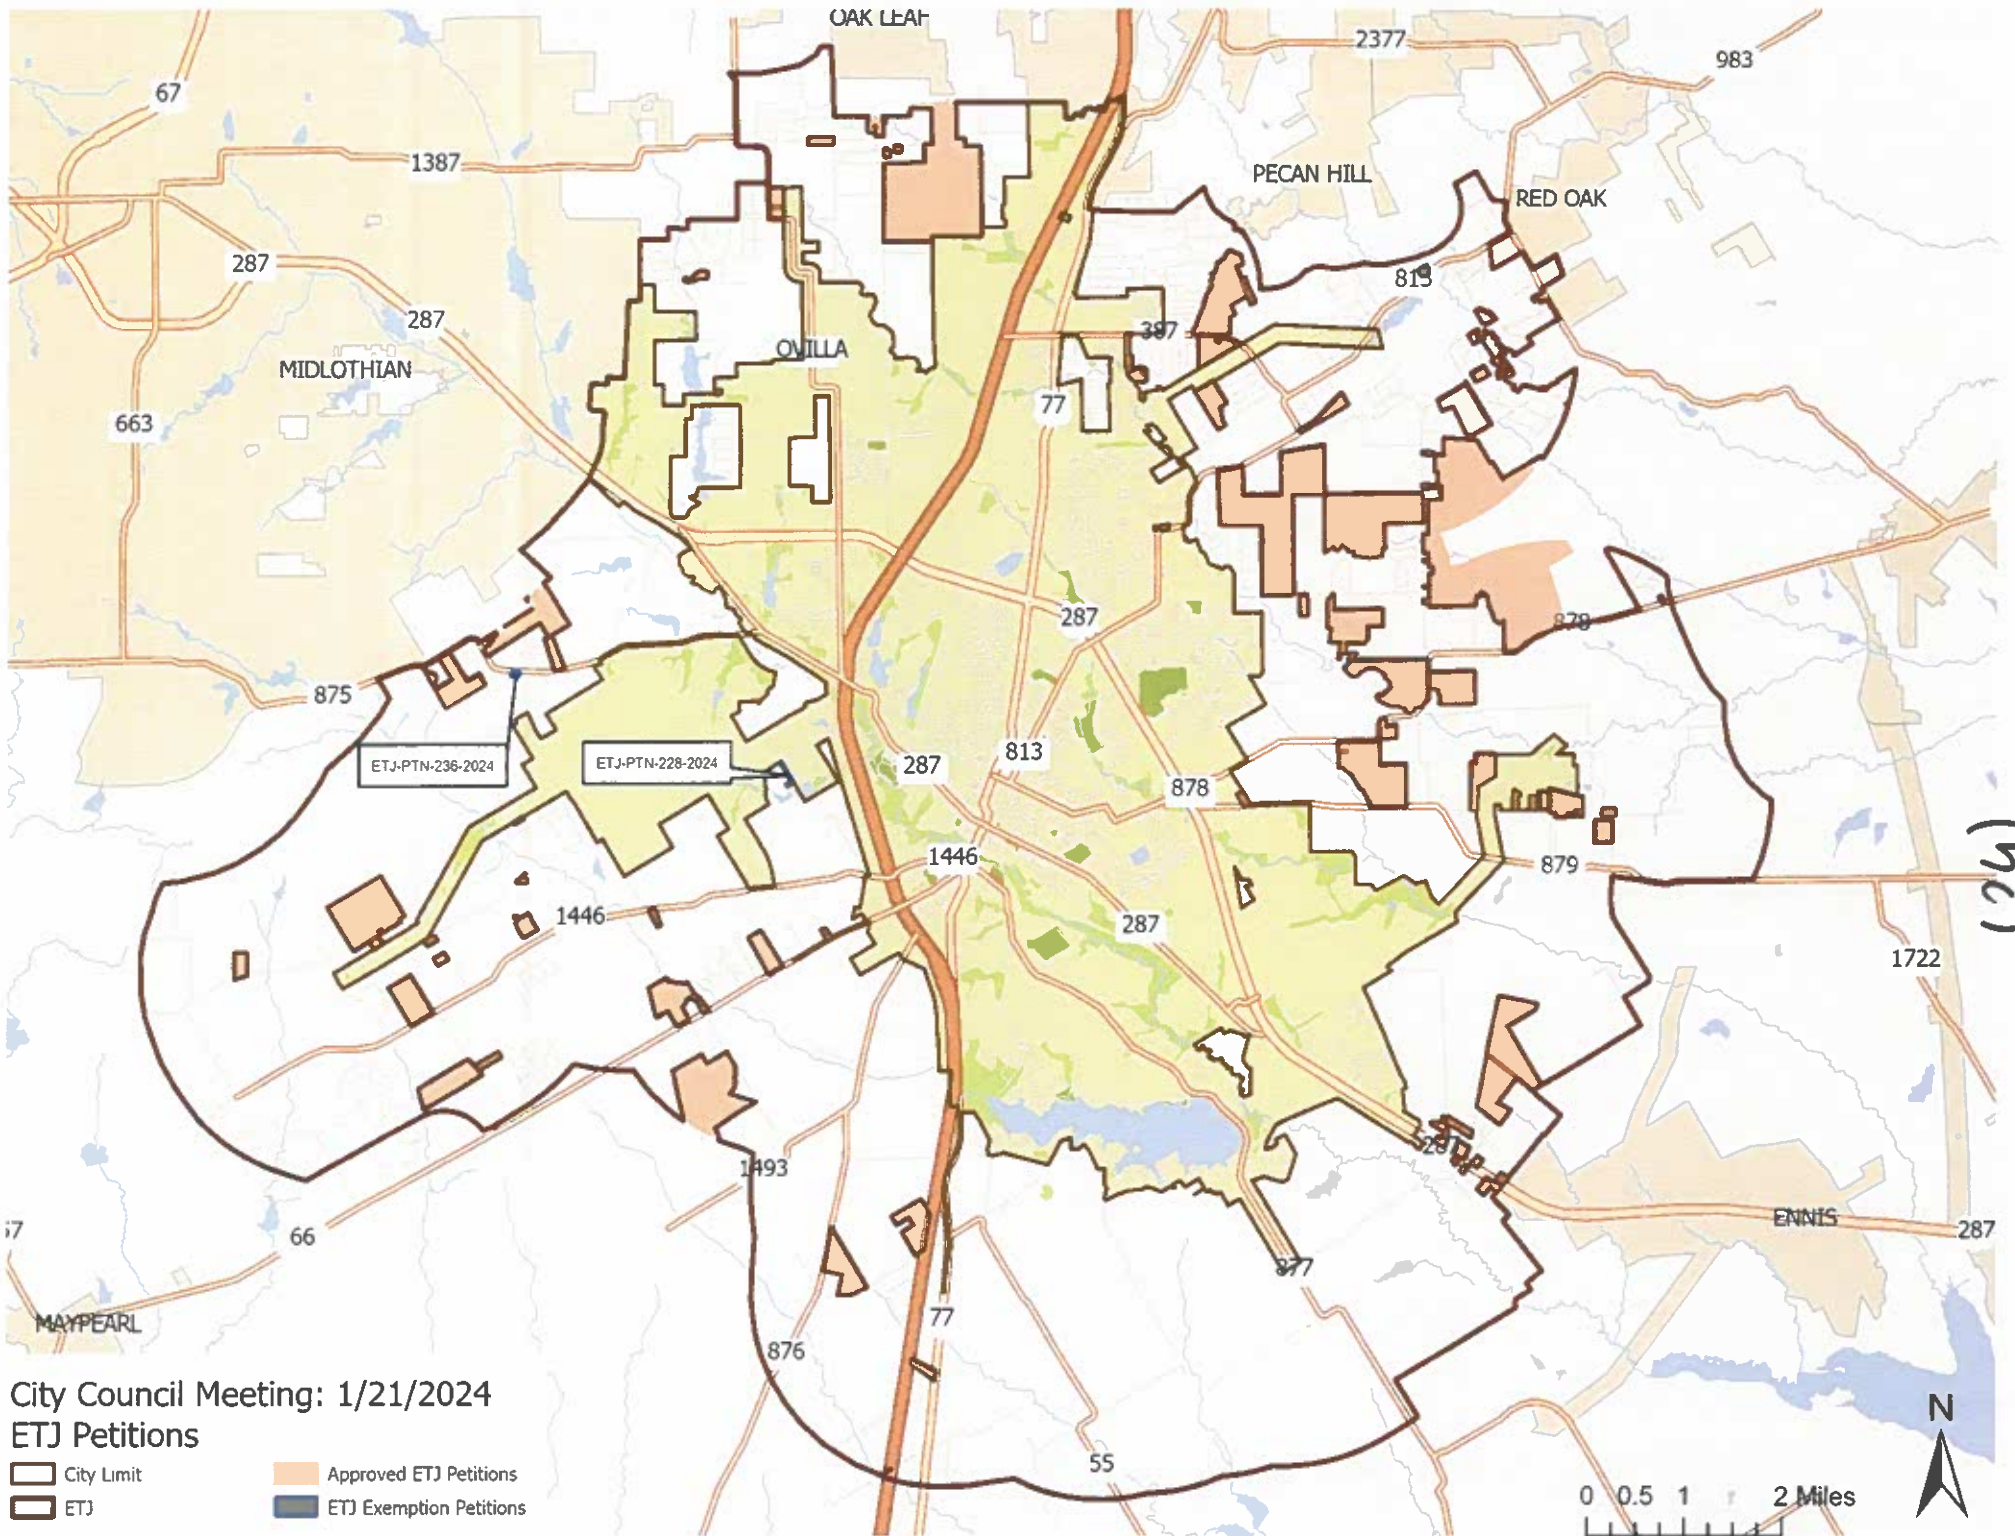 OAK LEAF
2377
983
67
1387
PECAN HILL
RED OAK
287
813
287
387
OVILLA
MIDLOTHIAN
77
663
287
878
875
ETJ-PTN-236-2024
ETJ-PTN-228-2024
287
813
878
1446
879
1446
287
1722
287
1493
ENNIS
287
66
877
77
MAYPEARL
876
55
City Council Meeting: 1/21/2024
ETJ Petitions
City Limit
ETJ
Approved ETJ Petitions
ETJ Exemption Petitions
N
0 0.5 1 2 Miles